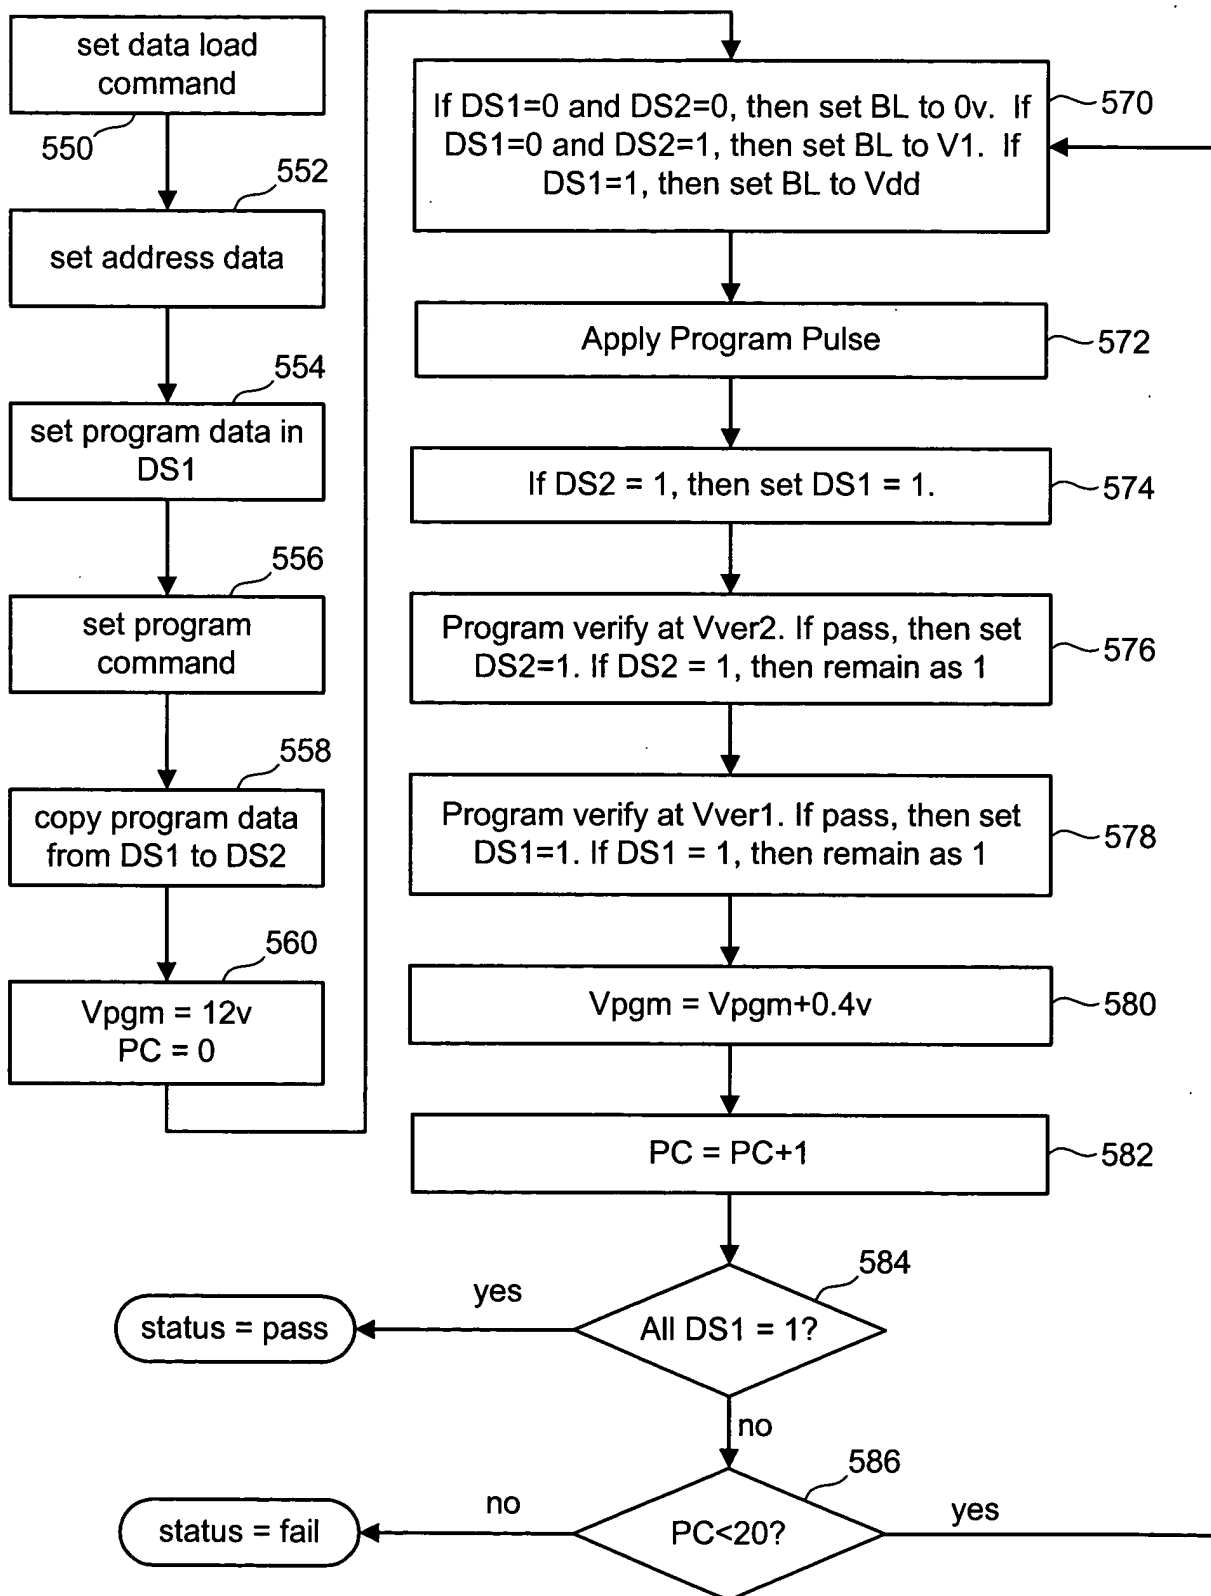 set data load
command
550
552
set address data
554
set program data in
DS1
556
set program
command
558
copy program data
from DS1 to DS2
560
Vpgm = 12v
PC = 0
If DS1=0 and DS2=0, then set BL to 0v. If
DS1=0 and DS2=1, then set BL to V1. If
DS1=1, then set BL to Vdd
570
Apply Program Pulse
572
If DS2 = 1, then set DS1 = 1.
574
Program verify at Vver2. If pass, then set
DS2=1. If DS2 = 1, then remain as 1
576
Program verify at Vver1. If pass, then set
DS1=1. If DS1 = 1, then remain as 1
578
Vpgm = Vpgm+0.4v
580
PC = PC+1
582
584
All DS1 = 1?
yes
status = pass
no
586
PC<20?
no
status = fail
yes